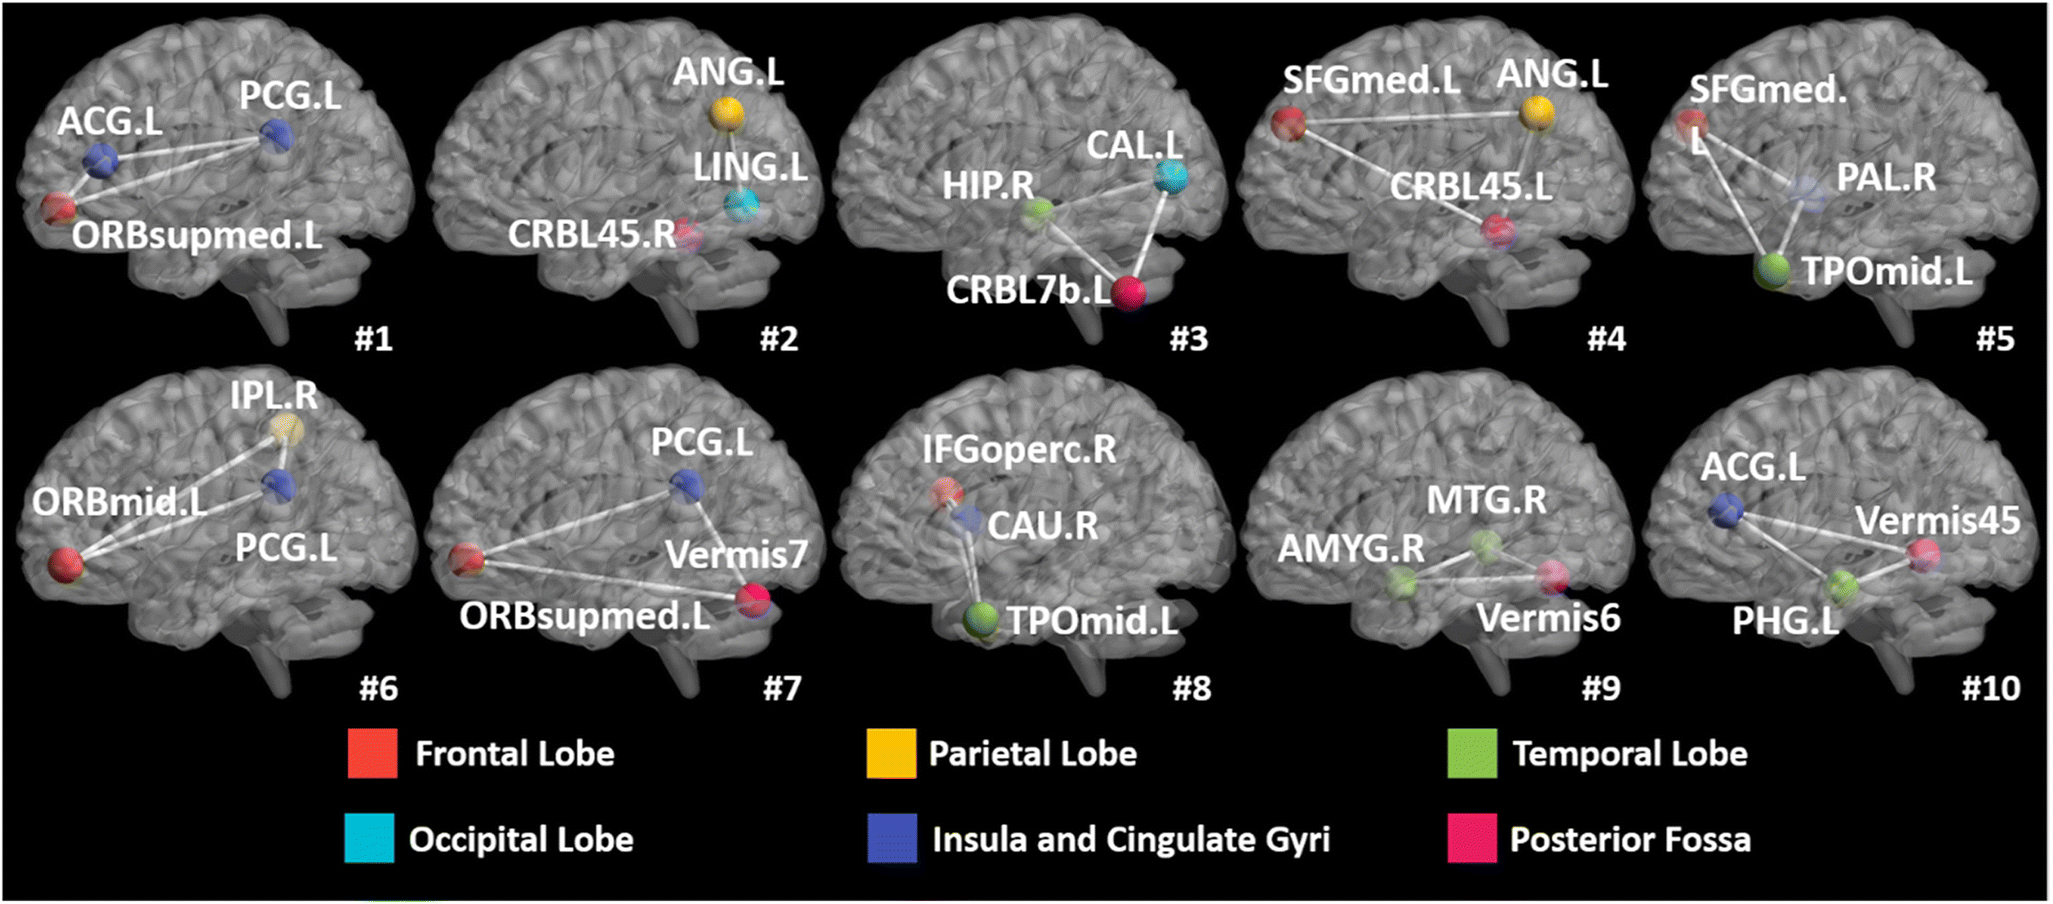 ACG.L
PCG.L
ORBsupmed.L
#1
ANG.L
LING.L
CRBL45.R
#2
CAL.L
HIP.R
CRBL7b.L
#3
SFGmed.L
ANG.L
CRBL45.L
#4
SFGmed.
L
PAL.R
TPOmid.L
#5
IPL.R
ORBmid.L
PCG.L
#6
PCG.L
Vermis7
ORBsupmed.L
#7
IFGoperc.R
CAU.R
TPOmid.L
#8
MTG.R
AMYG.R
Vermis6
#9
ACG.L
Vermis45
PHG.L
#10
Frontal Lobe
Parietal Lobe
Temporal Lobe
Occipital Lobe
Insula and Cingulate Gyri
Posterior Fossa